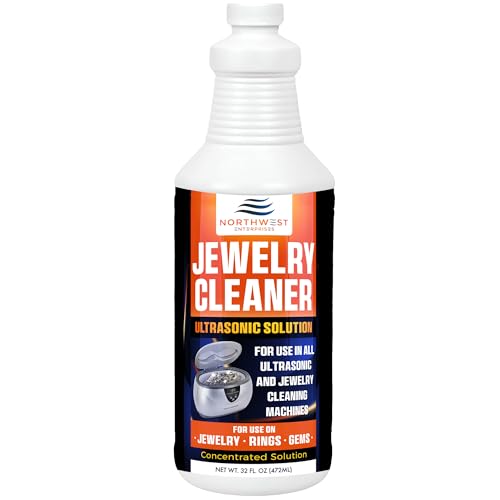 NORTHWEST
ENTERPRISES
JEWELRY
CLEANER
ULTRASONIC SOLUTION
FOR USE IN ALL
ULTRASONIC
AND JEWELRY
CLEANING
MACHINES
FOR USE ON
· JEWELRY · RINGS · GEMS ·
Concentrated Solution
NET WT. 32 FL. OZ (472ML)